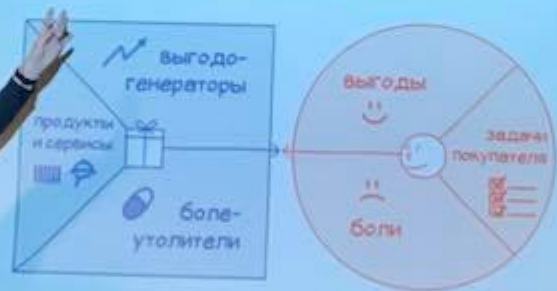 выгодо-
генераторы
продукты
и сервисы
боле-
утолители
выгоды
задачи
покупателя
боли